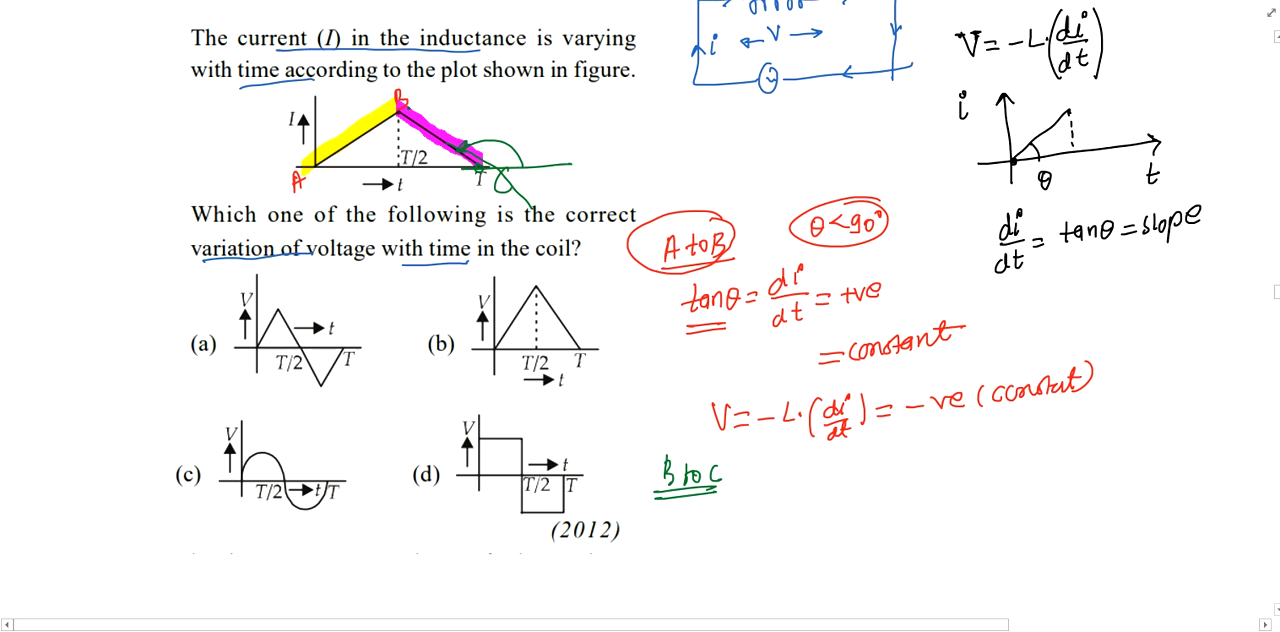 The current (I) in the inductance is varying
with time according to the plot shown in figure.
I
A
B
T/2
T
t
Which one of the following is the correct
variation of voltage with time in the coil?
(a)
V
t
T/2
T
(b)
V
T/2
T
t
(c)
V
T/2
t
T
(d)
V
t
T/2
T
(2012)
i
V
V = - L. (di/dt)
i
θ
t
di/dt = tanθ = slope
A to B
θ < 90°
tanθ = di/dt = +ve
= constant
V = - L. (di/dt) = - ve (constat)
B to C